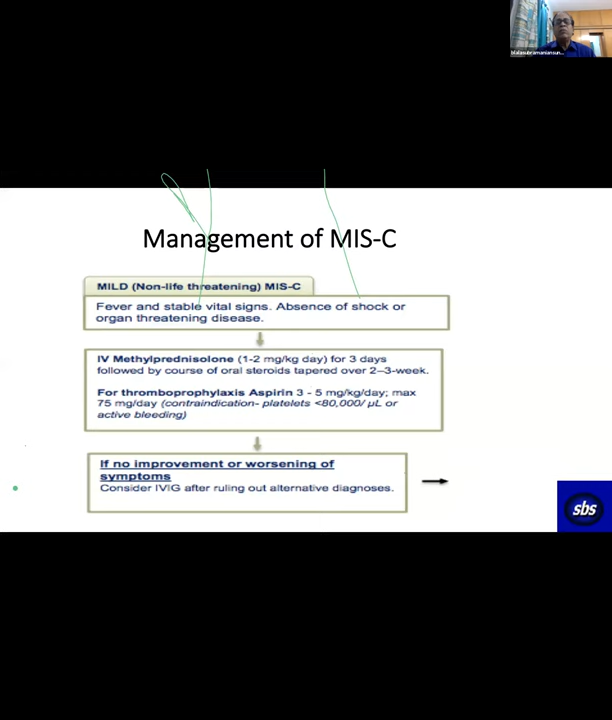 Management of MIS-C
MILD (Non-life threatening) MIS-C
Fever and stable vital signs. Absence of shock or
organ threatening disease.
IV Methylprednisolone (1-2 mg/kg day) for 3 days
followed by course of oral steroids tapered over 2–3-week.
For thromboprophylaxis Aspirin 3 - 5 mg/kg/day; max
75 mg/day (contraindication- platelets <80,000/ µL or
active bleeding)
If no improvement or worsening of
symptoms
Consider IVIG after ruling out alternative diagnoses.
sbs